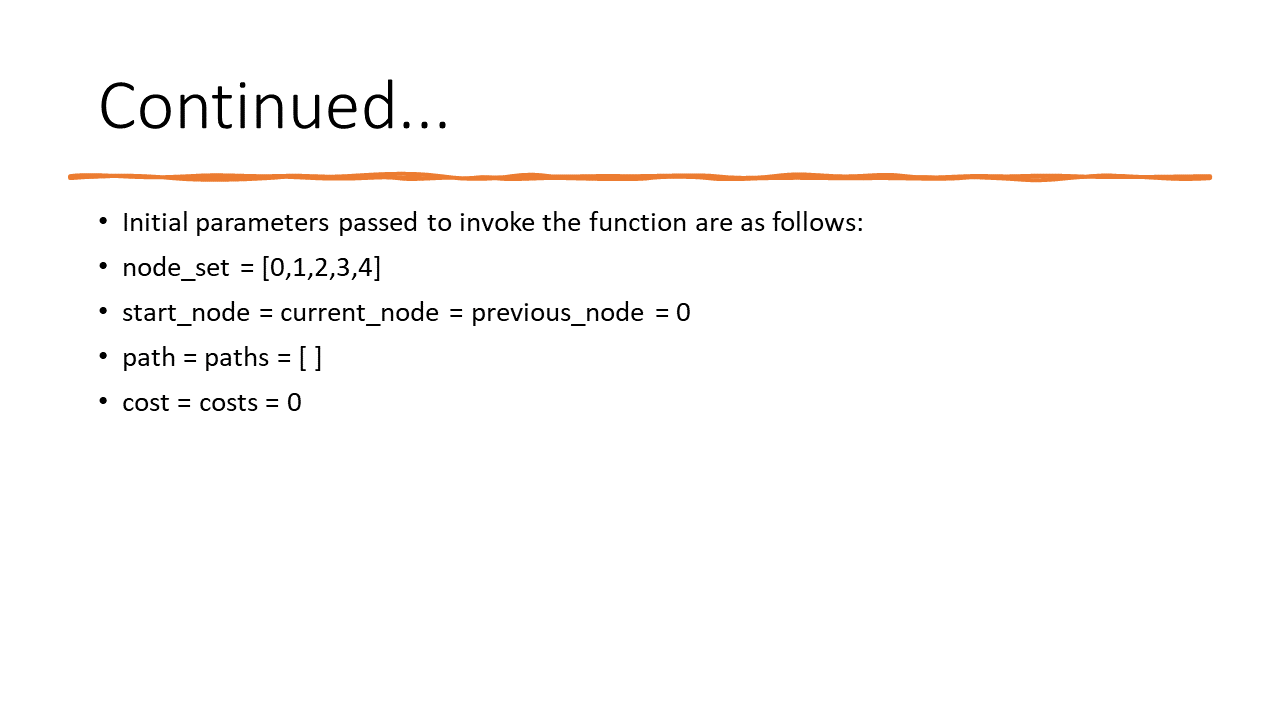 Continued...
• Initial parameters passed to invoke the function are as follows:
• node_set = [0,1,2,3,4]
• start_node = current_node = previous_node = 0
• path = paths = [ ]
• cost = costs = 0